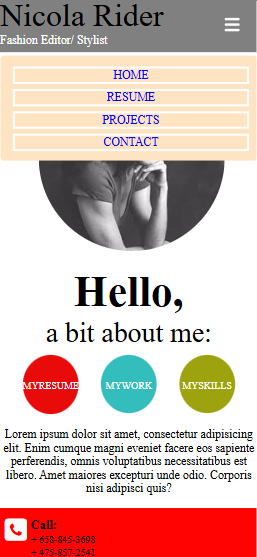 Nicola Rider
Fashion Editor/ Stylist
HOME
RESUME
PROJECTS
CONTACT
Hello,
a bit about me:
MYRESUME
MYWORK
MYSKILLS
Lorem ipsum dolor sit amet, consectetur adipisicing
elit. Enim cumque magni eveniet facere eos sapiente
perferendis, omnis voluptatibus necessitatibus est
libero. Amet maiores excepturi unde odio. Corporis
nisi adipisci quis?
Call:
+ 658-845-3698
+ 475-857-2541